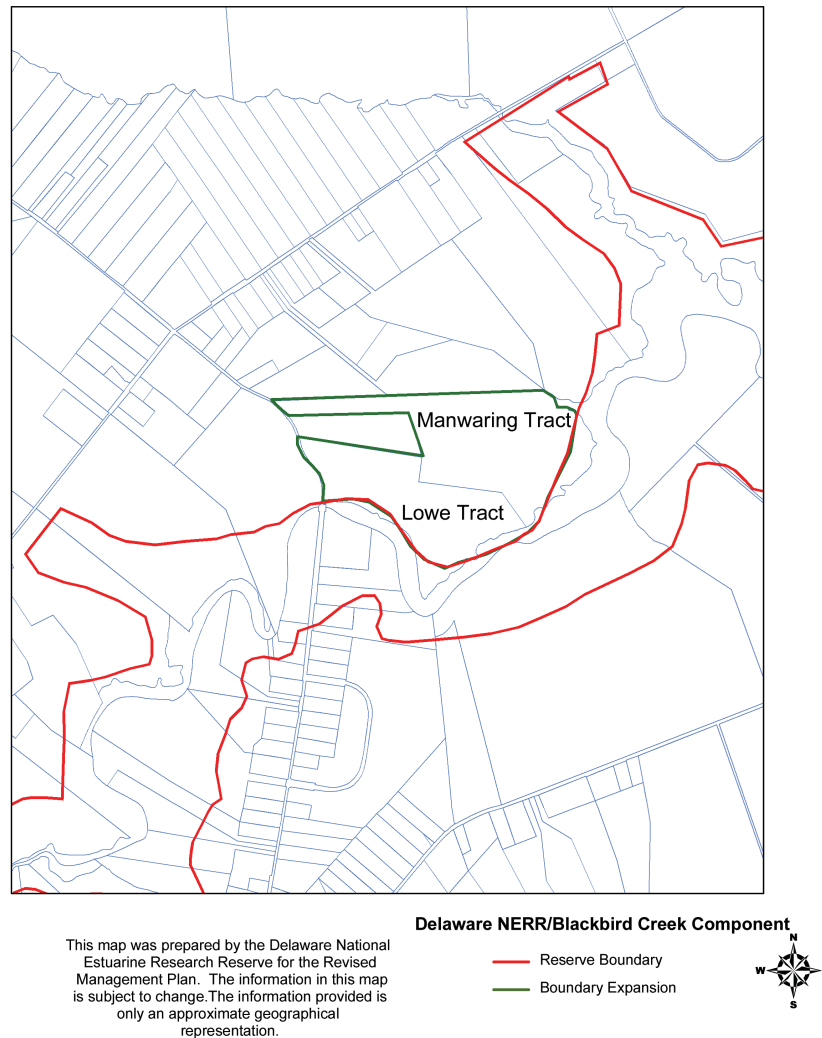 Manwaring Tract
Lowe Tract
This map was prepared by the Delaware National
Estuarine Research Reserve for the Revised
Management Plan. The information in this map
is subject to change.The information provided is
only an approximate geographical
representation.
Delaware NERR/Blackbird Creek Component
Reserve Boundary
Boundary Expansion
N
W
E
S